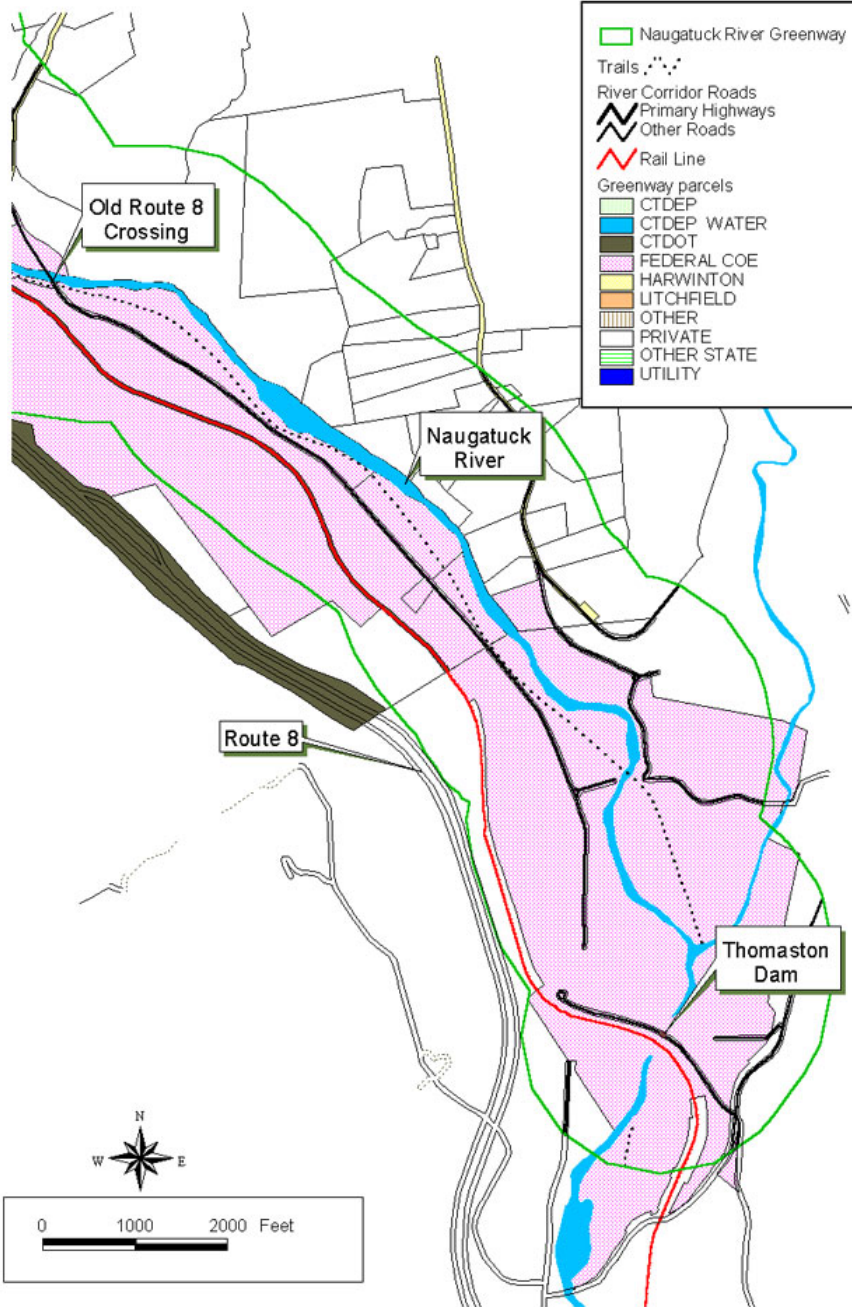 Naugatuck River Greenway
Trails
River Corridor Roads
Primary Highways
Other Roads
Rail Line
Greenway parcels
CTDEP
CTDEP WATER
CTDOT
FEDERAL COE
HARWINTON
LITCHFIELD
OTHER
PRIVATE
OTHER STATE
UTILITY
Old Route 8
Crossing
Naugatuck
River
Route 8
Thomaston
Dam
N
W E
S
0 1000 2000 Feet